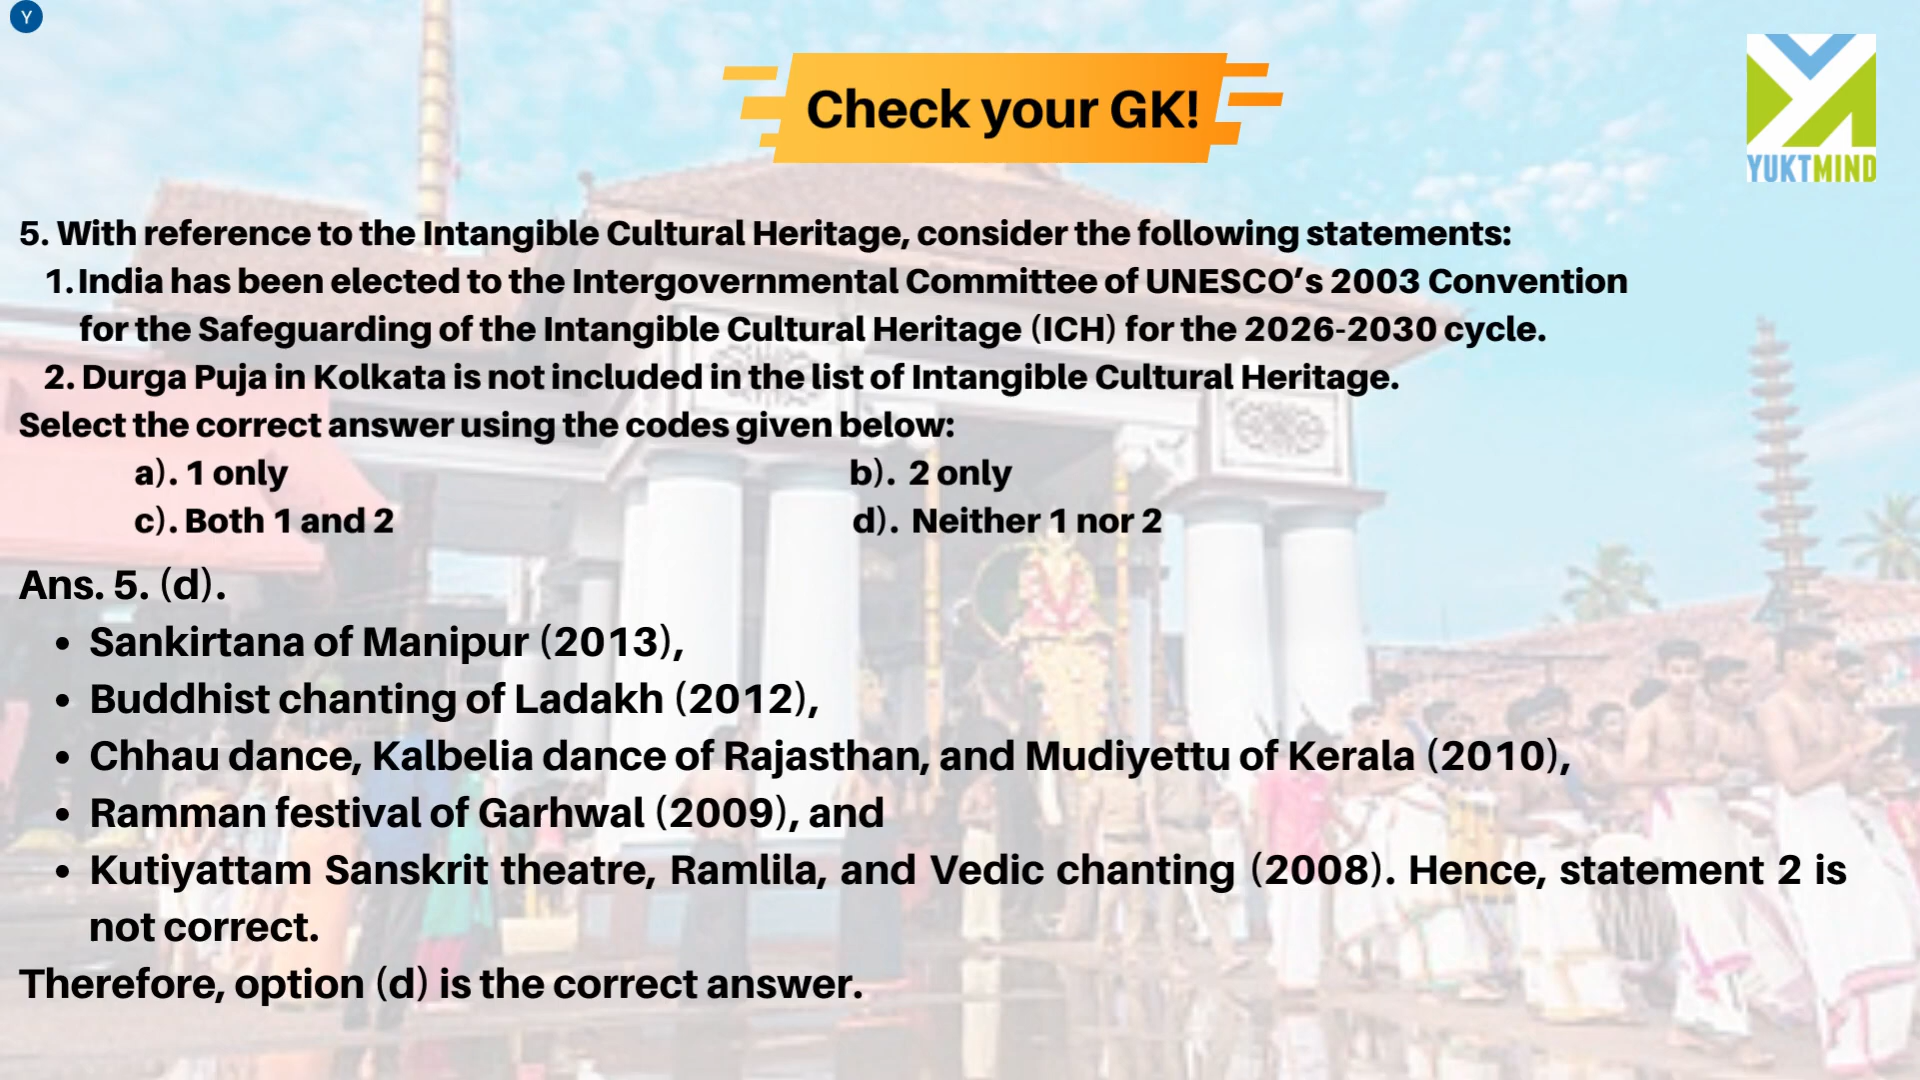 Y
Check your GK!
YUKTMIND
5. With reference to the Intangible Cultural Heritage, consider the following statements:
1. India has been elected to the Intergovernmental Committee of UNESCO’s 2003 Convention
for the Safeguarding of the Intangible Cultural Heritage (ICH) for the 2026-2030 cycle.
2. Durga Puja in Kolkata is not included in the list of Intangible Cultural Heritage.
Select the correct answer using the codes given below:
a). 1 only b). 2 only
c). Both 1 and 2 d). Neither 1 nor 2
Ans. 5. (d).
• Sankirtana of Manipur (2013),
• Buddhist chanting of Ladakh (2012),
• Chhau dance, Kalbelia dance of Rajasthan, and Mudiyettu of Kerala (2010),
• Ramman festival of Garhwal (2009), and
• Kutiyattam Sanskrit theatre, Ramlila, and Vedic chanting (2008). Hence, statement 2 is
not correct.
Therefore, option (d) is the correct answer.